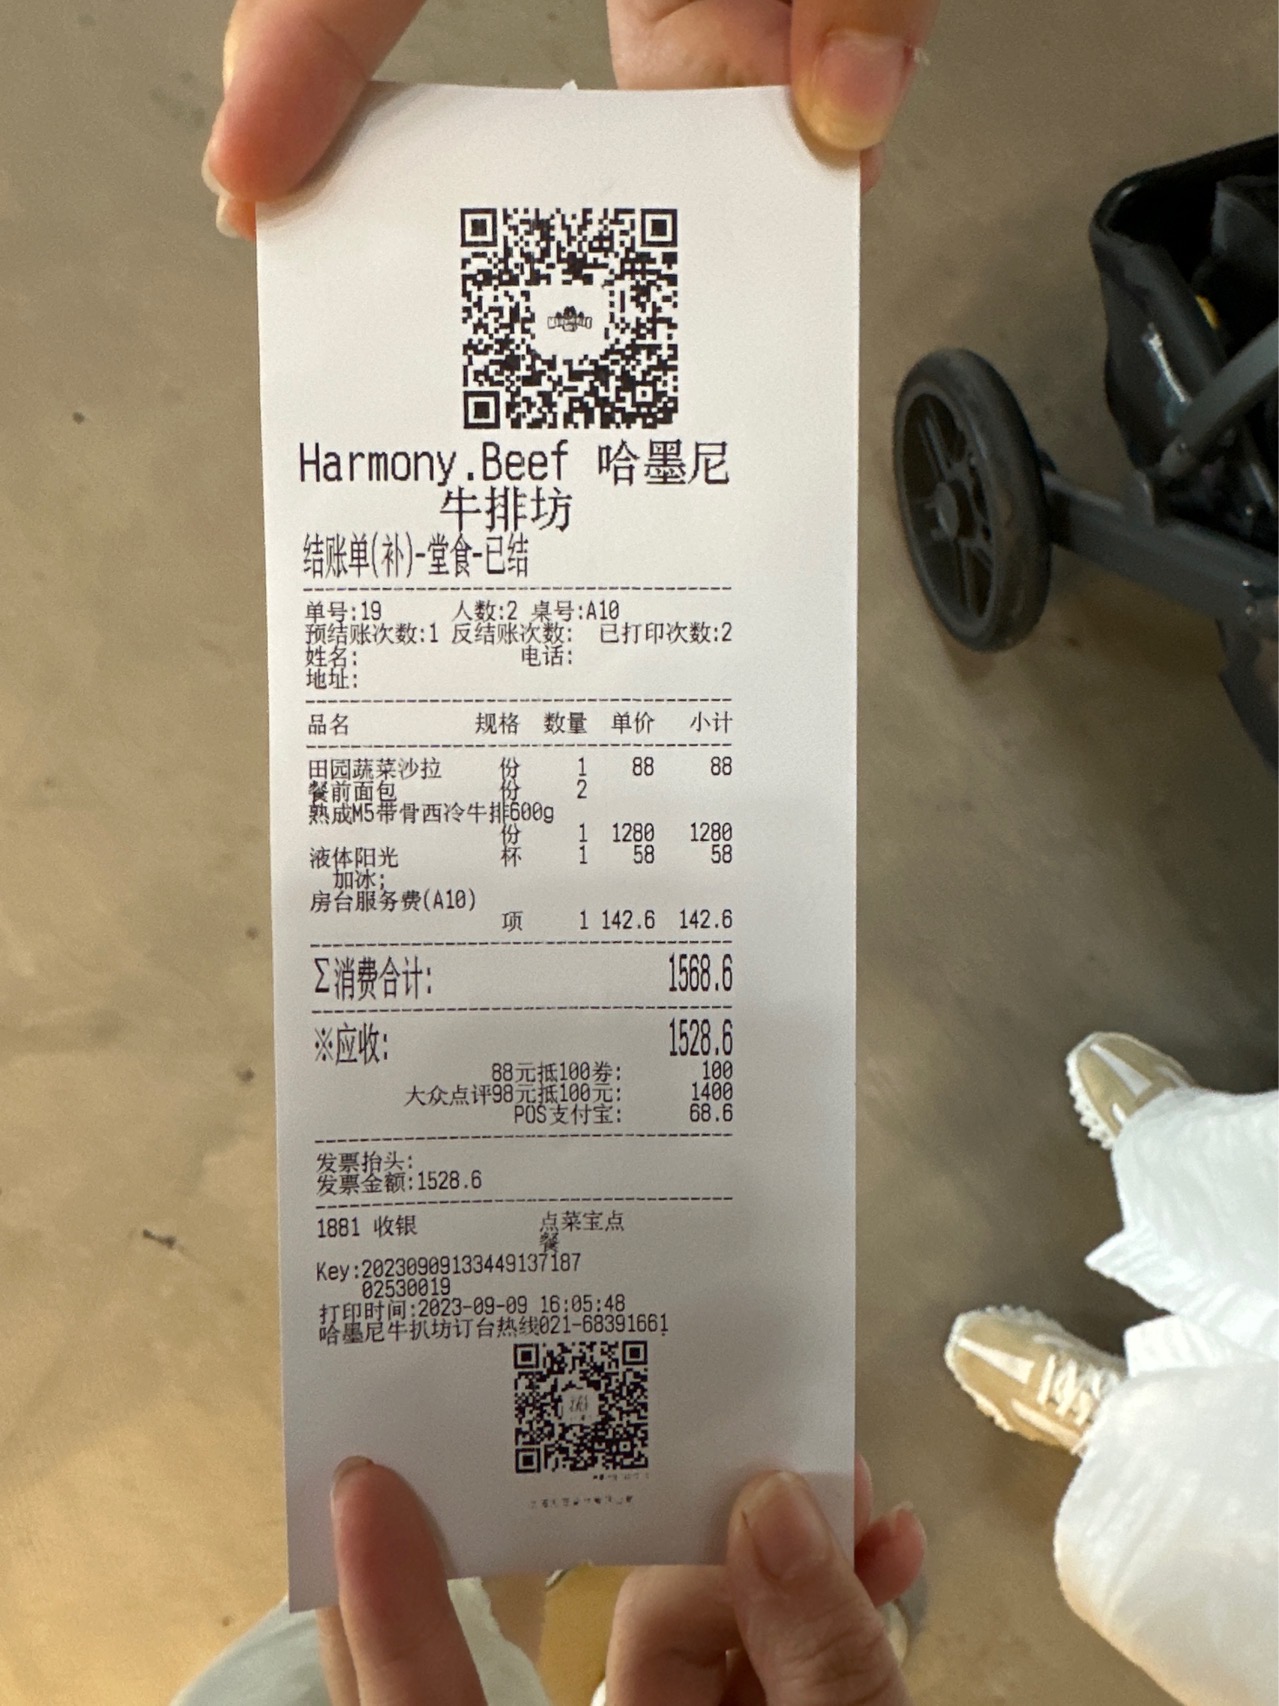 Harmony.Beef 哈墨尼
牛排坊
结账单(补)-堂食-已结
单号:19 人数:2 桌号:A10
预结账次数:1 反结账次数: 已打印次数:2
姓名: 电话:
地址:
品名 规格 数量 单价 小计
田园蔬菜沙拉 份 1 88 88
餐前面包 份 2
熟成M5带骨西冷牛排600g
份 1 1280 1280
液体阳光 杯 1 58 58
加冰;
房台服务费(A10)
项 1 142.6 142.6
Σ消费合计: 1568.6
※应收: 1528.6
88元抵100券: 100
大众点评98元抵100元: 1400
POS支付宝: 68.6
发票抬头:
发票金额:1528.6
1881 收银 点菜宝点
餐
Key:20230909133449137187
02530019
打印时间:2023-09-09 16:05:48
哈墨尼牛扒坊订台热线021-68391661